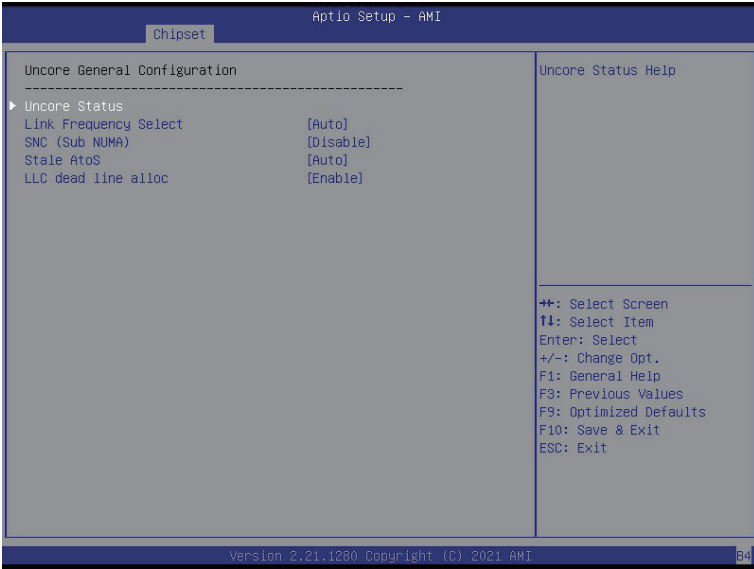 Aptio Setup – AMI
Chipset
Uncore General Configuration
--------------------------------------------------
Uncore Status
Link Frequency Select [Auto]
SNC (Sub NUMA) [Disable]
Stale AtoS [Auto]
LLC dead line alloc [Enable]
Uncore Status Help
→←: Select Screen
↑↓: Select Item
Enter: Select
+/-: Change Opt.
F1: General Help
F3: Previous Values
F9: Optimized Defaults
F10: Save & Exit
ESC: Exit
Version 2.21.1280 Copyright (C) 2021 AMI
B4